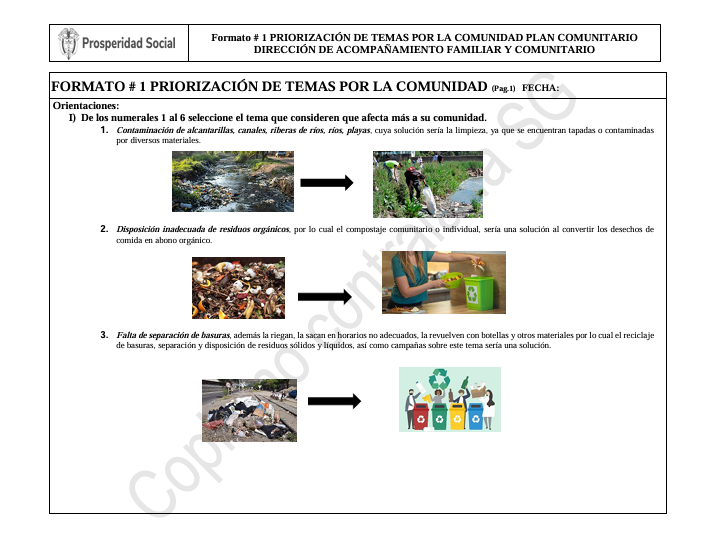 Prosperidad Social
Formato # 1 PRIORIZACIÓN DE TEMAS POR LA COMUNIDAD PLAN COMUNITARIO
DIRECCIÓN DE ACOMPAÑAMIENTO FAMILIAR Y COMUNITARIO
FORMATO # 1 PRIORIZACIÓN DE TEMAS POR LA COMUNIDAD (Pag.1) FECHA:
Orientaciones:
I) De los numerales 1 al 6 seleccione el tema que consideren que afecta más a su comunidad.
1. Contaminación de alcantarillas, canales, riberas de ríos, ríos, playas, cuya solución sería la limpieza, ya que se encuentran tapadas o contaminadas
por diversos materiales.
2. Disposición inadecuada de residuos orgánicos, por lo cual el compostaje comunitario o individual, sería una solución al convertir los desechos de
comida en abono orgánico.
3. Falta de separación de basuras, además la riegan, la sacan en horarios no adecuados, la revuelven con botellas y otros materiales por lo cual el reciclaje
de basuras, separación y disposición de residuos sólidos y líquidos, así como campañas sobre este tema sería una solución.